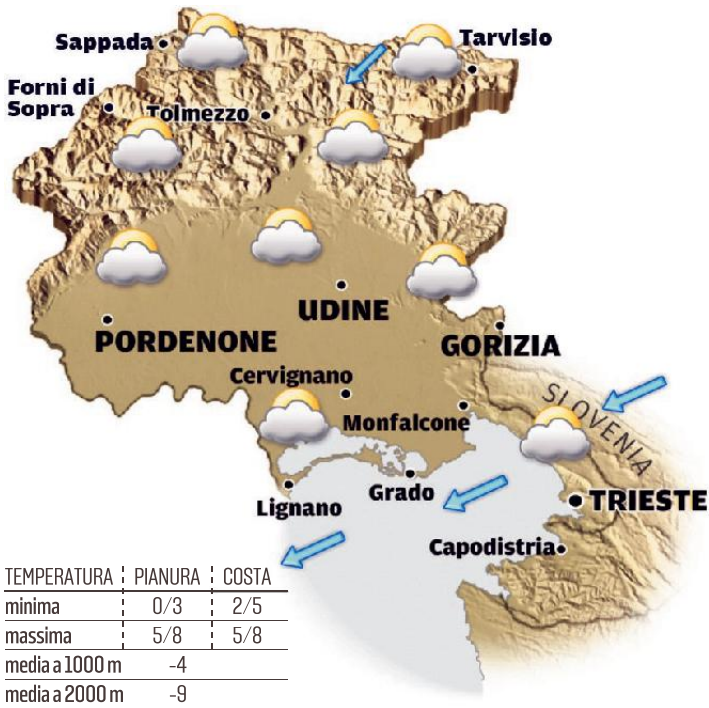 Sappada
Tarvisio
Forni di
Sopra
Tolmezzo
UDINE
PORDENONE
GORIZIA
Cervignano
SLOVENIA
Monfalcone
Lignano
Grado
TRIESTE
Capodistria
TEMPERATURA PIANURA COSTA
minima 0/3 2/5
massima 5/8 5/8
media a 1000 m -4
media a 2000 m -9